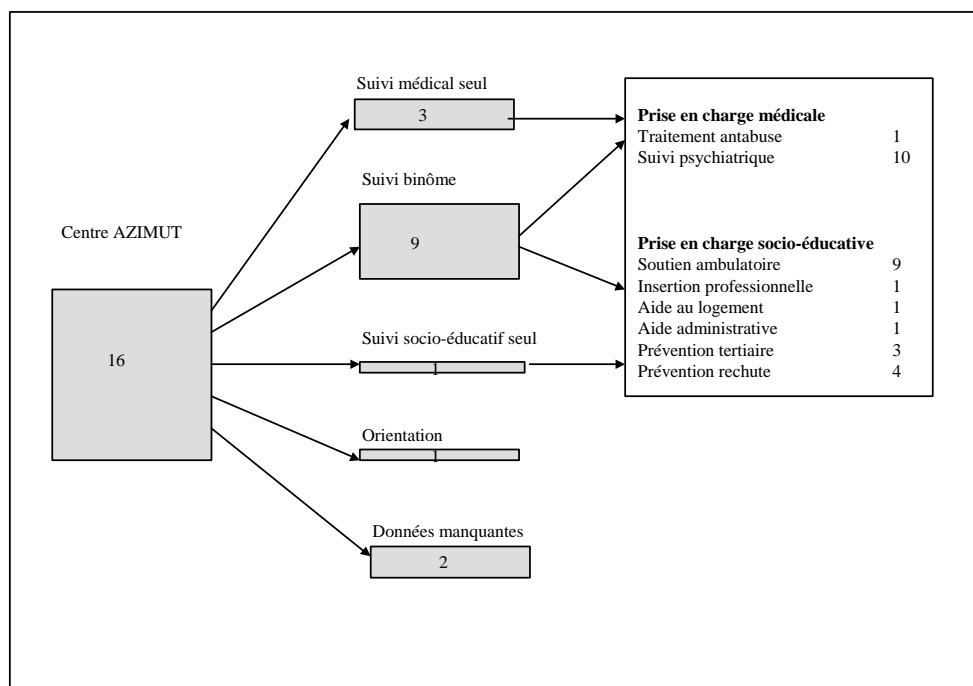 Centre AZIMUT
16
Suivi médical seul
3
Suivi binôme
9
Suivi socio-éducatif seul
1
Orientation
1
Données manquantes
2
Prise en charge médicale
Traitement antabuse 1
Suivi psychiatrique 10
Prise en charge socio-éducative
Soutien ambulatoire 9
Insertion professionnelle 1
Aide au logement 1
Aide administrative 1
Prévention tertiaire 3
Prévention rechute 4